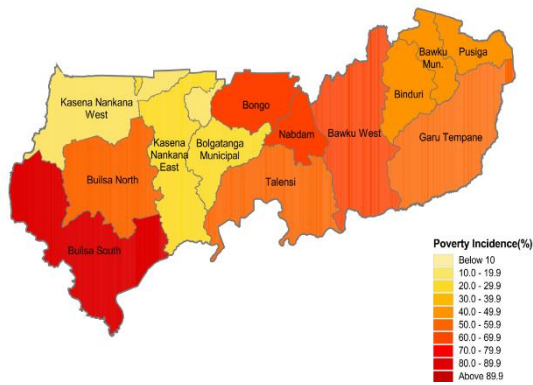 Bawku
Mun.
Pusiga
Kasena Nankana
West
Bongo
Binduri
Nabdam
Bawku West
Garu Tempane
Kasena
Nankana
East
Bolgatanga
Municipal
Builsa North
Talensi
Builsa South
Poverty Incidence(%)
Below 10
10.0 - 19.9
20.0 - 29.9
30.0 - 39.9
40.0 - 49.9
50.0 - 59.9
60.0 - 69.9
70.0 - 79.9
80.0 - 89.9
Above 89.9